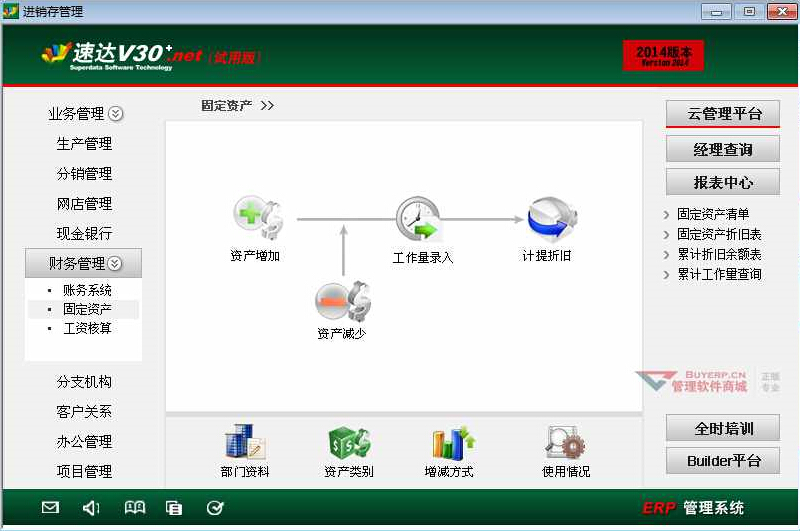 进销存管理
速达V30+.net (试用版)
Superdata Software Technology
2014版本
Version 2014
业务管理
生产管理
分销管理
网店管理
现金银行
财务管理
• 账务系统
• 固定资产
• 工资核算
分支机构
客户关系
办公管理
项目管理
固定资产 >>
资产增加
工作量录入
计提折旧
资产减少
部门资料
资产类别
增减方式
使用情况
云管理平台
经理查询
报表中心
固定资产清单
固定资产折旧表
累计折旧余额表
累计工作量查询
BUYERP.CN
管理软件商城
正版
专业
全时培训
Builder平台
ERP 管理系统